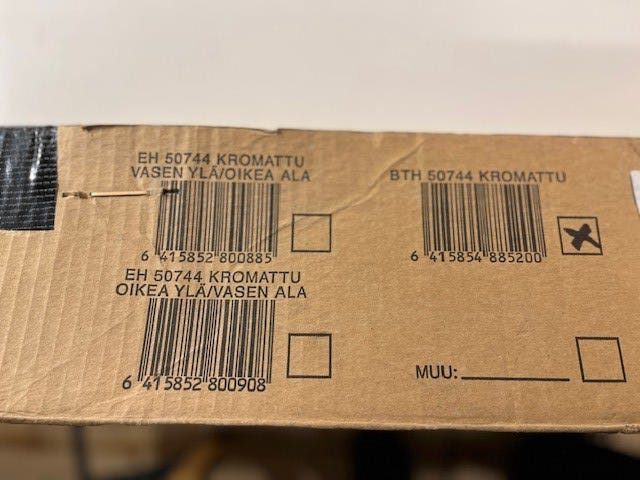 EH 50744 KROMATTU
VASEN YLÄ/OIKEA ALA
6 415852 800885
EH 50744 KROMATTU
OIKEA YLÄ/VASEN ALA
6 415852 800908
BTH 50744 KROMATTU
6 415854 885200
MUU: